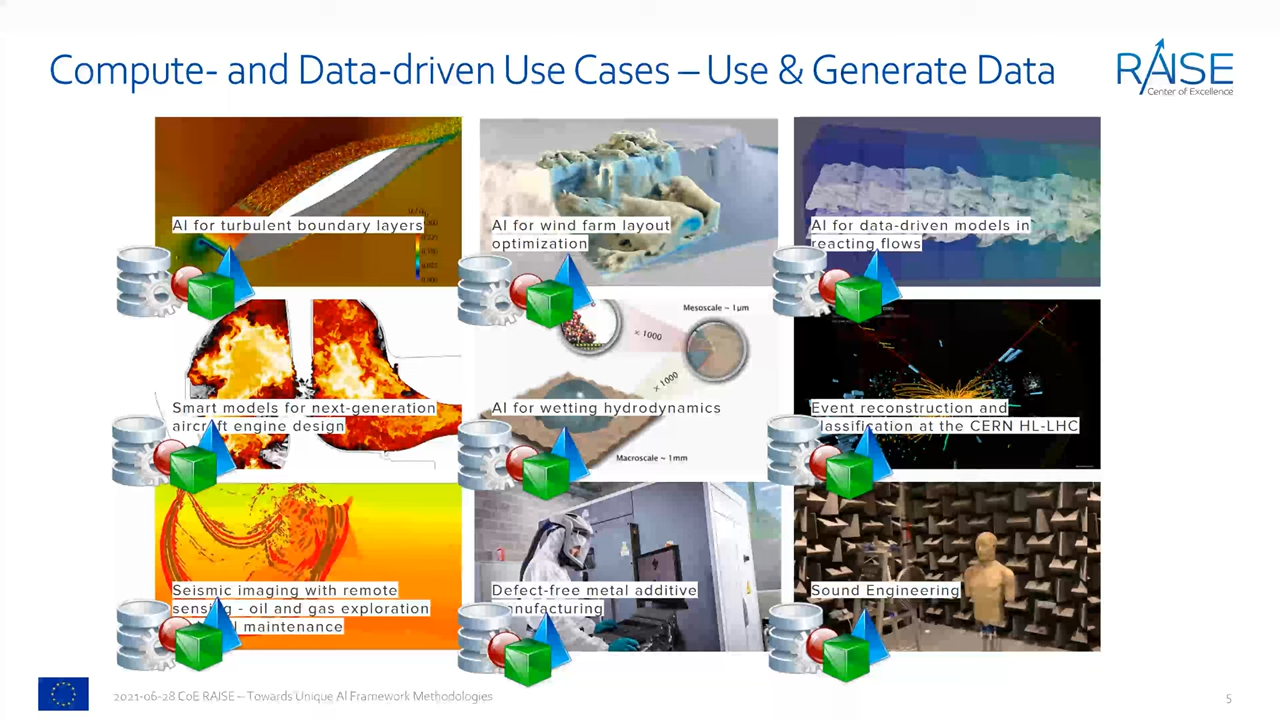 Compute- and Data-driven Use Cases – Use & Generate Data
RAISE
Center of Excellence
AI for turbulent boundary layers
AI for wind farm layout
optimization
AI for data-driven models in
reacting flows
Smart models for next-generation
aircraft engine design
Mesoscale ~ 1µm
× 1000
× 1000
AI for wetting hydrodynamics
Macroscale ~ 1mm
Event reconstruction and
classification at the CERN HL-LHC
Seismic imaging with remote
sensing - oil and gas exploration
maintenance
Defect-free metal additive
manufacturing
Sound Engineering
2021-06-28 CoE RAISE – Towards Unique AI Framework Methodologies
5